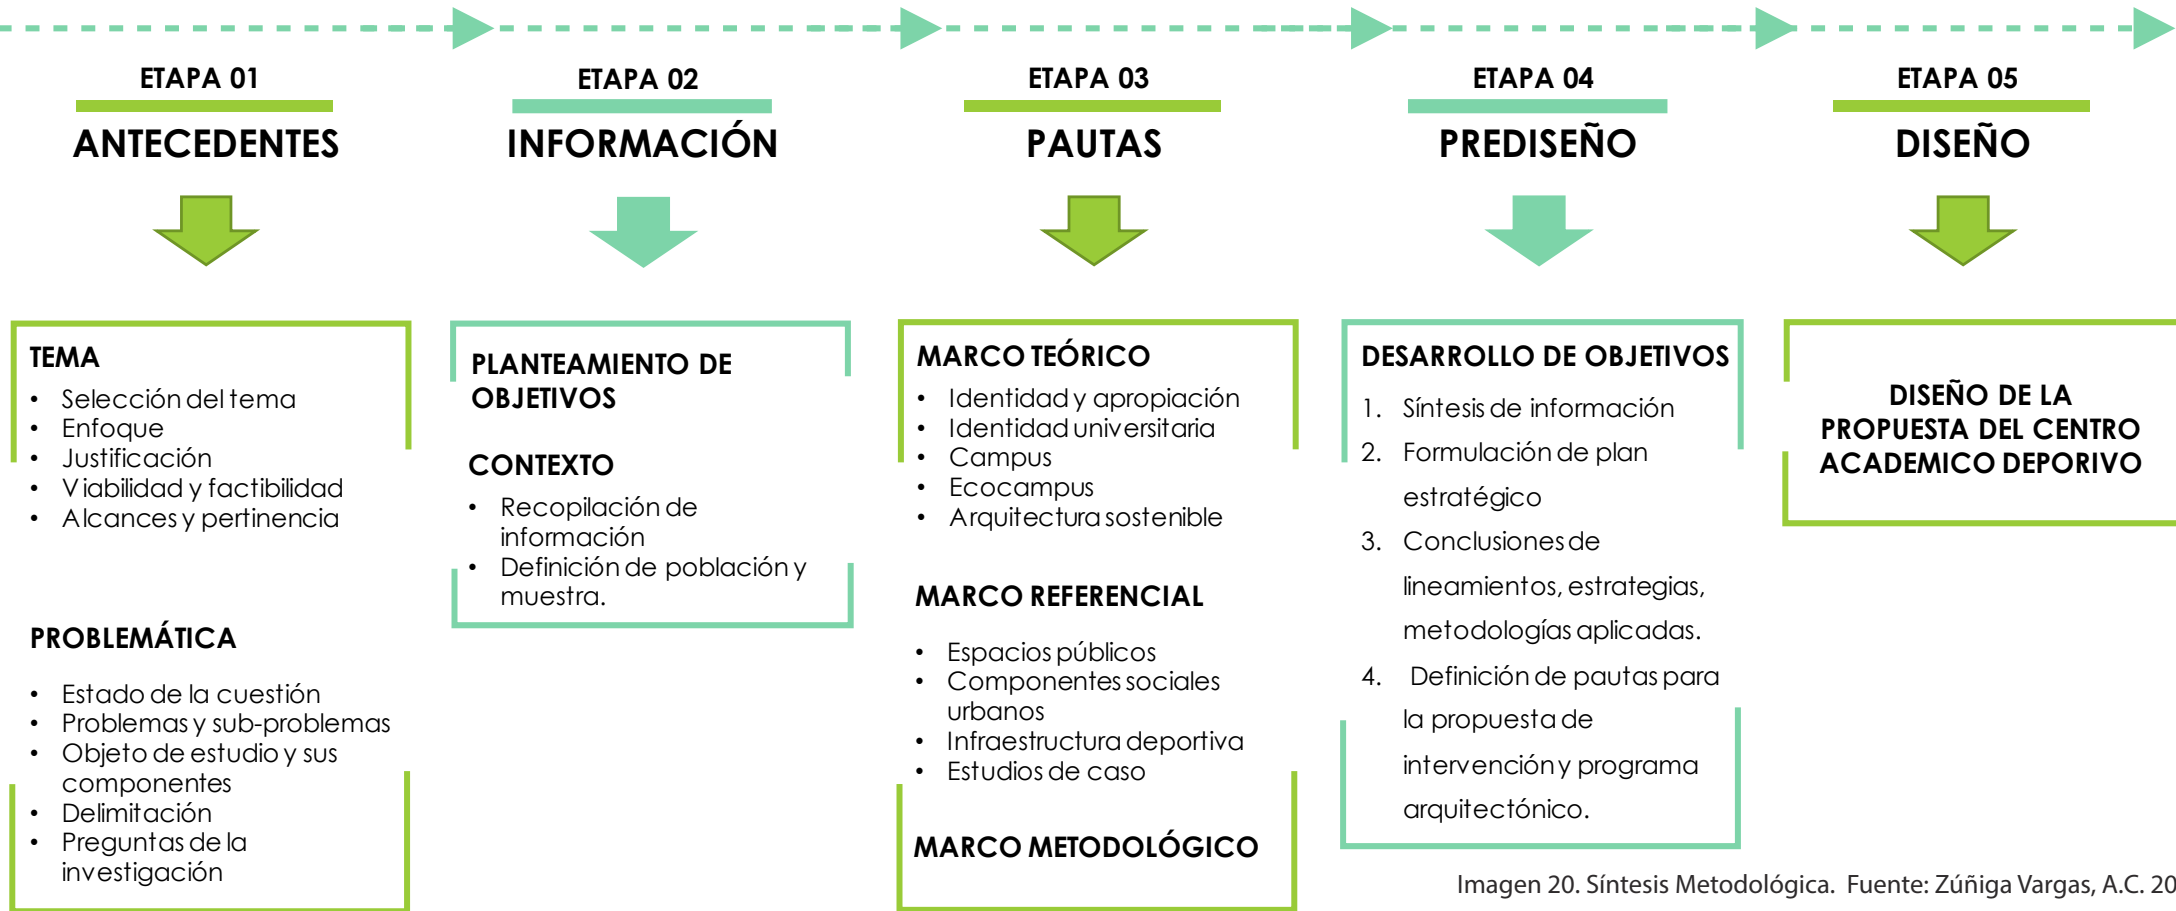 ETAPA 01
ANTECEDENTES
TEMA
• Selección del tema
• Enfoque
• Justificación
• Viabilidad y factibilidad
• Alcances y pertinencia
PROBLEMÁTICA
• Estado de la cuestión
• Problemas y sub-problemas
• Objeto de estudio y sus
componentes
• Delimitación
• Preguntas de la
investigación
ETAPA 02
INFORMACIÓN
PLANTEAMIENTO DE
OBJETIVOS
CONTEXTO
• Recopilación de
información
• Definición de población y
muestra.
ETAPA 03
PAUTAS
MARCO TEÓRICO
• Identidad y apropiación
• Identidad universitaria
• Campus
• Ecocampus
• Arquitectura sostenible
MARCO REFERENCIAL
• Espacios públicos
• Componentes sociales
urbanos
• Infraestructura deportiva
• Estudios de caso
MARCO METODOLÓGICO
ETAPA 04
PREDISEÑO
DESARROLLO DE OBJETIVOS
1. Síntesis de información
2. Formulación de plan
estratégico
3. Conclusiones de
lineamientos, estrategias,
metodologías aplicadas.
4. Definición de pautas para
la propuesta de
intervención y programa
arquitectónico.
ETAPA 05
DISEÑO
DISEÑO DE LA
PROPUESTA DEL CENTRO
ACADEMICO DEPORIVO
Imagen 20. Síntesis Metodológica. Fuente: Zúñiga Vargas, A.C. 20